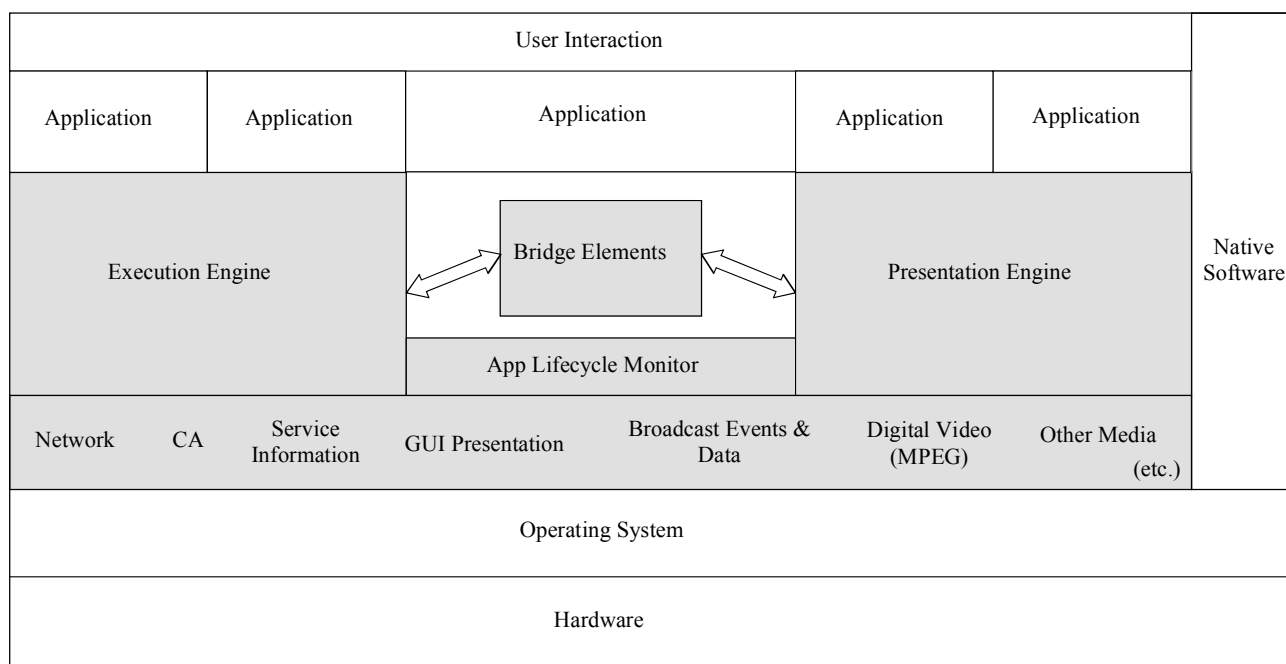 User Interaction
Application
Application
Application
Application
Application
Execution Engine
Bridge Elements
Presentation Engine
Native
Software
App Lifecycle Monitor
Network
CA
Service
Information
GUI Presentation
Broadcast Events &
Data
Digital Video
(MPEG)
Other Media
(etc.)
Operating System
Hardware